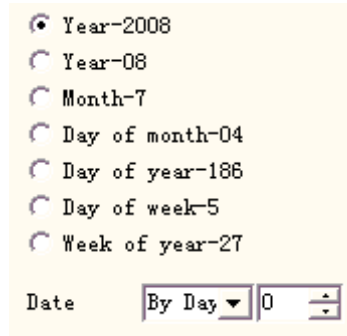 Year-2008
Year-08
Month-7
Day of month-04
Day of year-186
Day of week-5
Week of year-27
Date By Day 0